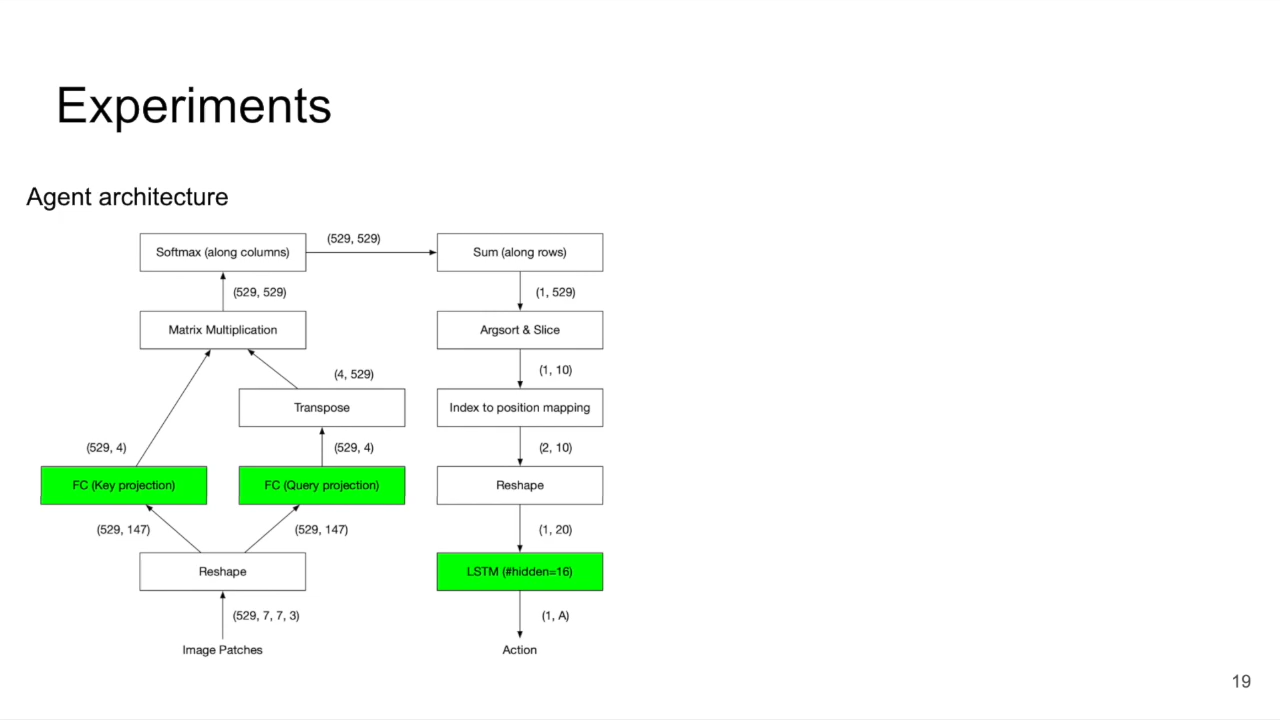 Experiments
Agent architecture
Softmax (along columns)
(529, 529)
Sum (along rows)
(529, 529)
(1, 529)
Matrix Multiplication
Argsort & Slice
(4, 529)
(1, 10)
Transpose
Index to position mapping
(529, 4)
(529, 4)
(2, 10)
FC (Key projection)
FC (Query projection)
Reshape
(529, 147)
(529, 147)
(1, 20)
Reshape
LSTM (#hidden=16)
(529, 7, 7, 3)
(1, A)
Image Patches
Action
19